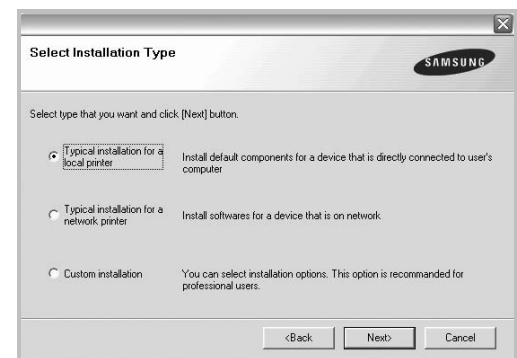 Select Installation Type
SAMSUNG
Select type that you want and click [Next] button.
Typical installation for a
local printer
Install default components for a device that is directly connected to user's
computer
Typical installation for a
network printer
Install softwares for a device that is on network
Custom installation
You can select installation options. This option is recommanded for
professional users.
<Back
Next>
Cancel